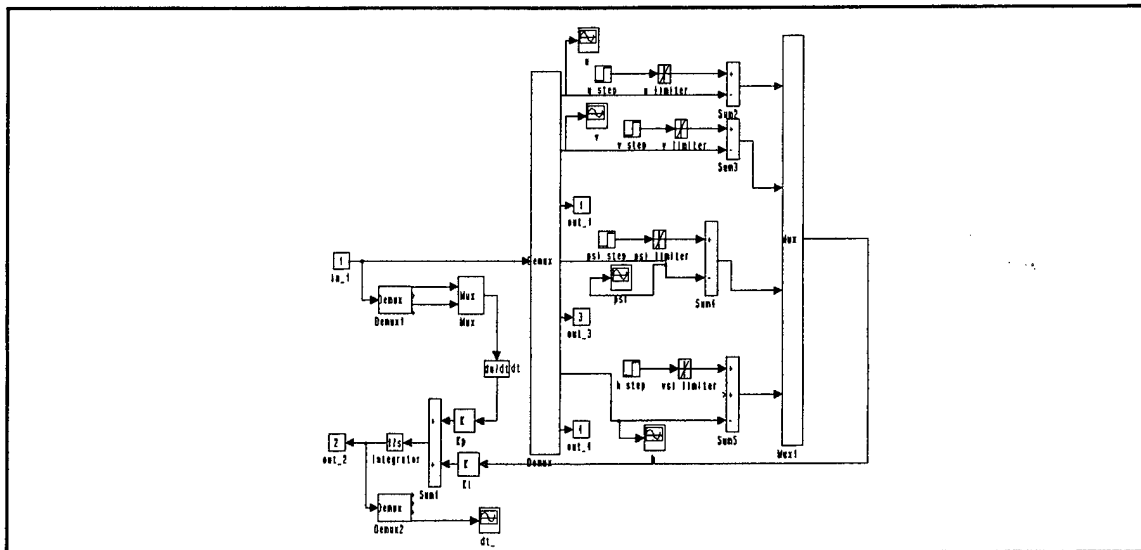 u
u step u limiter
+
-
Sum2
v
v step v limiter
+
-
Sum3
1
out_1
psi step psi limiter
+
-
Sum4
psi
Mux
Mux1
1
in_1
Demux
Demux
Demux
Demux1
Mux
Mux
3
out_3
du/dt dt
h step vsi limiter
+
+
-
Sum5
h
4
out_4
K
Kp
K
Ki
+
+
Sum1
1/s
Integrator
2
out_2
Demux
Demux2
dt_